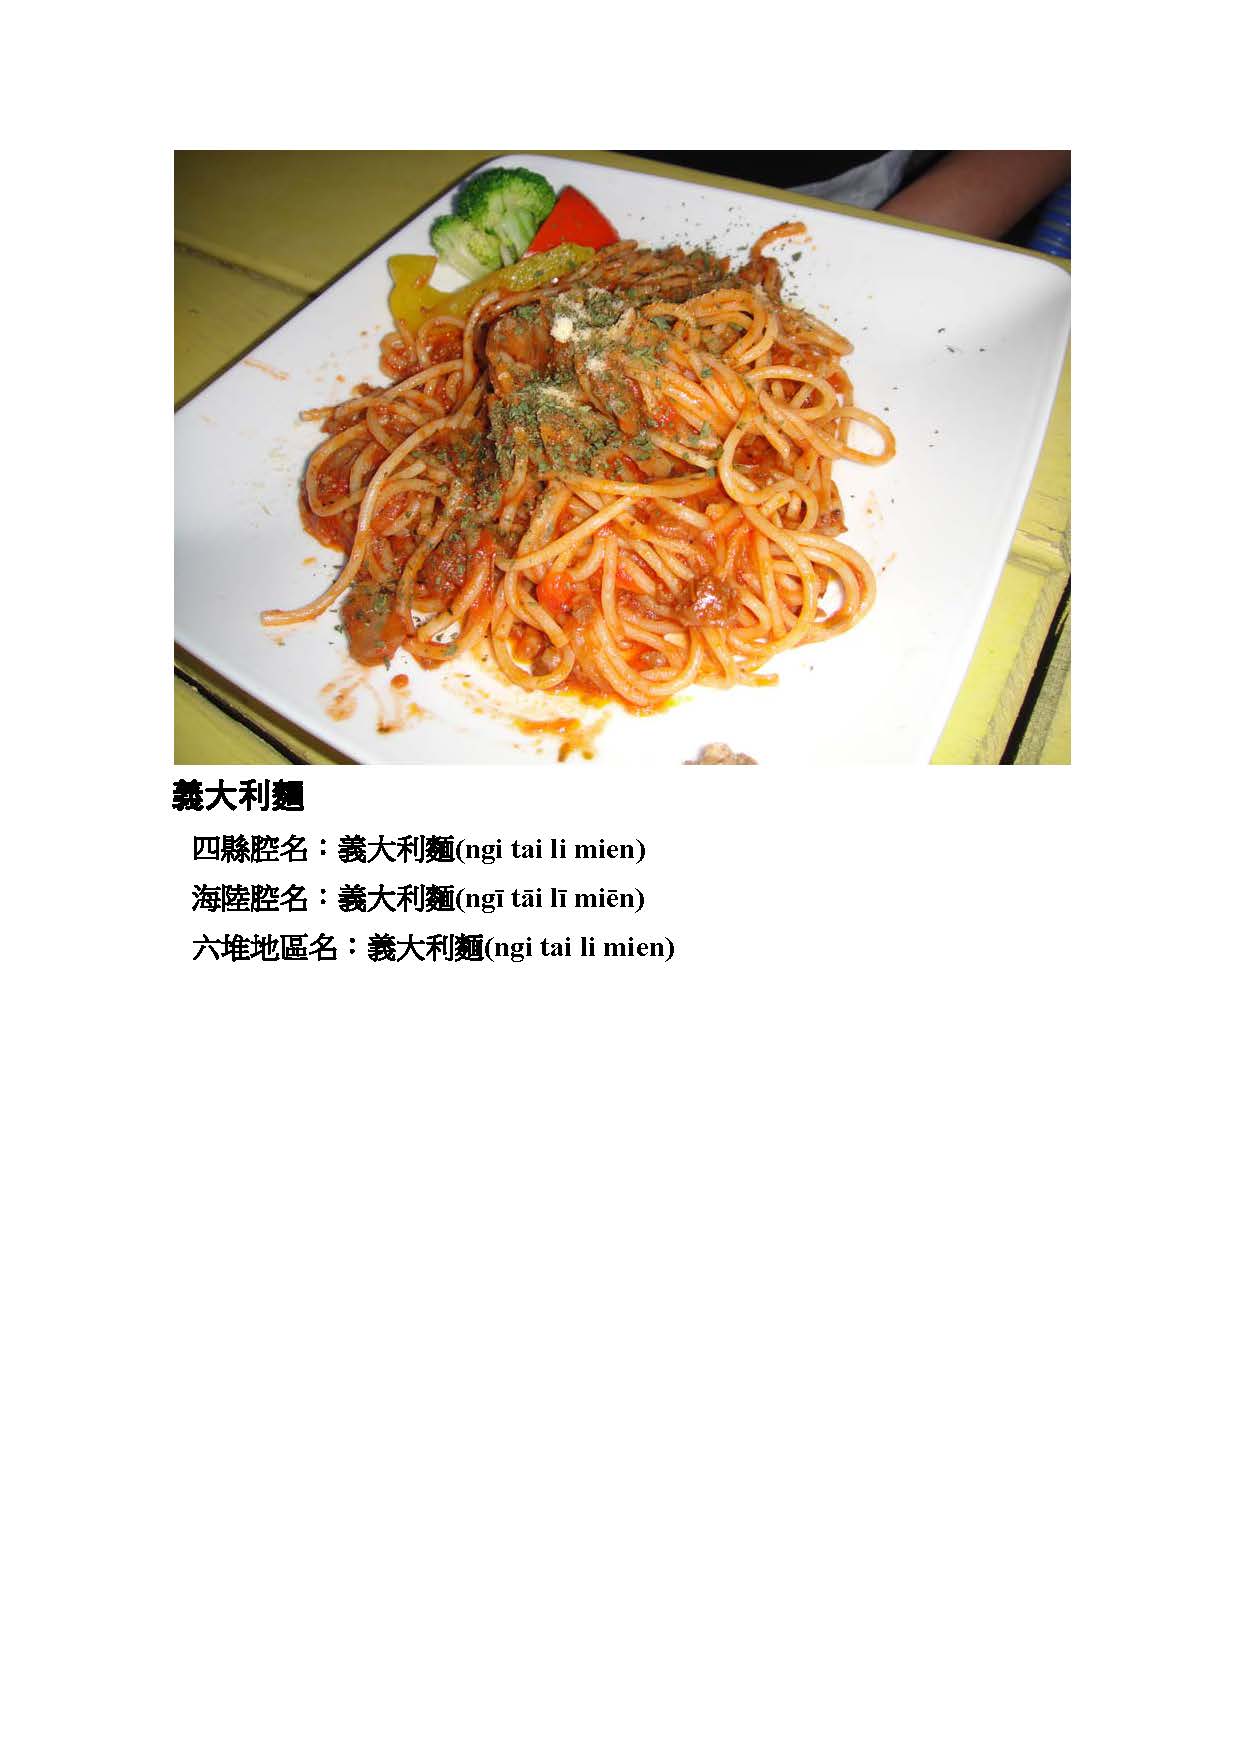 義大利麵
四縣腔名：義大利麵(ngi tai li mien)
海陸腔名：義大利麵(ngī tāi lī miēn)
六堆地區名：義大利麵(ngi tai li mien)